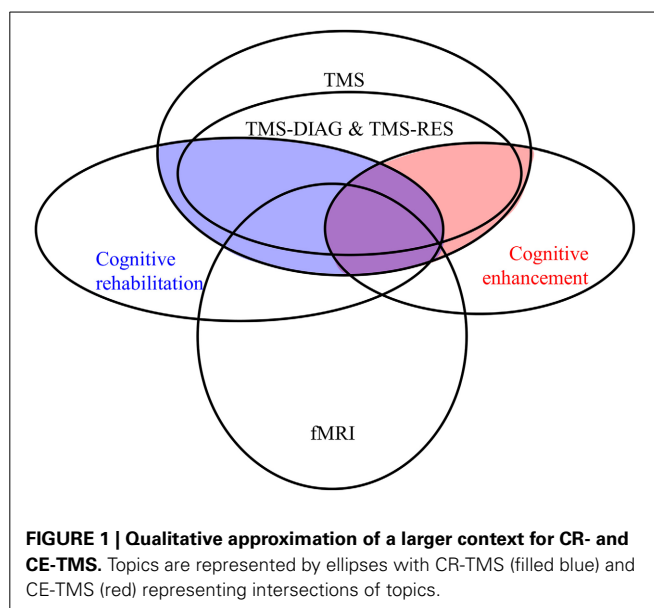 TMS
TMS-DIAG & TMS-RES
Cognitive
rehabilitation
Cognitive
enhancement
fMRI
FIGURE 1 | Qualitative approximation of a larger context for CR- and
CE-TMS. Topics are represented by ellipses with CR-TMS (filled blue) and
CE-TMS (red) representing intersections of topics.